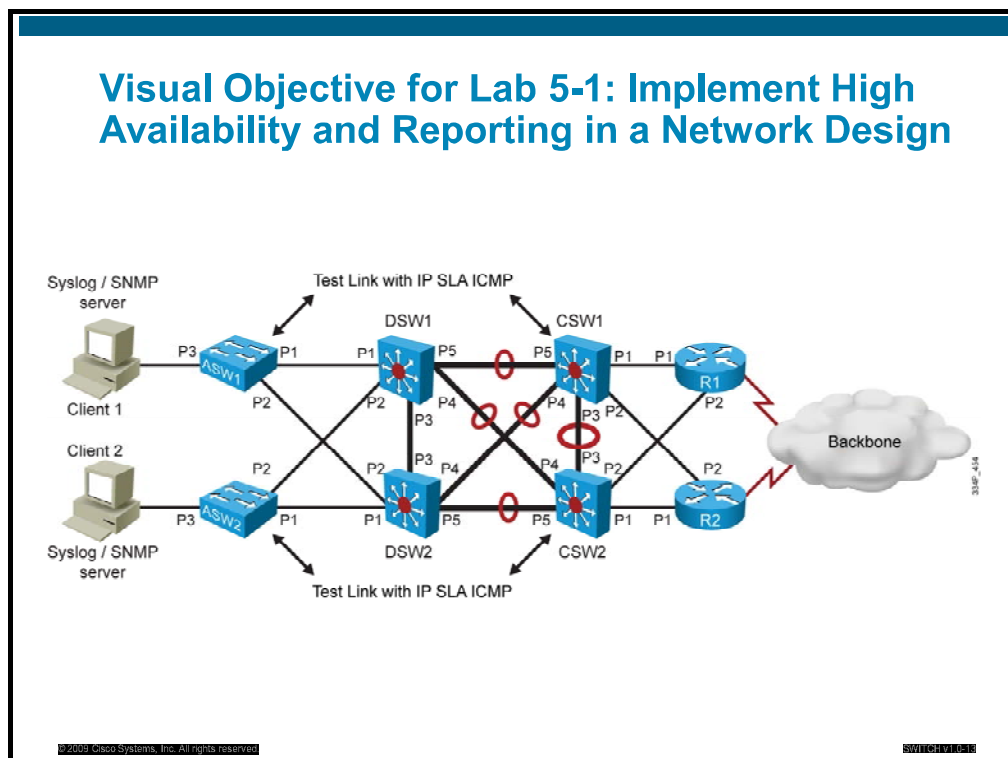 Visual Objective for Lab 5-1: Implement High
Availability and Reporting in a Network Design
Syslog / SNMP
server
Test Link with IP SLA ICMP
DSW1
CSW1
P3
ASW1
P1
P1
P5
P5
P1
P1
R1
Client 1
P2
P2
P4
P4
P2
P2
P3
P3
Backbone
Client 2
P3
P3
P2
P2
P4
P4
P2
P2
P3
ASW2
P1
P1
P5
P5
P1
P1
R2
Syslog / SNMP
server
DSW2
CSW2
Test Link with IP SLA ICMP
334P_454
© 2009 Cisco Systems, Inc. All rights reserved.
SWITCH v1.0-13